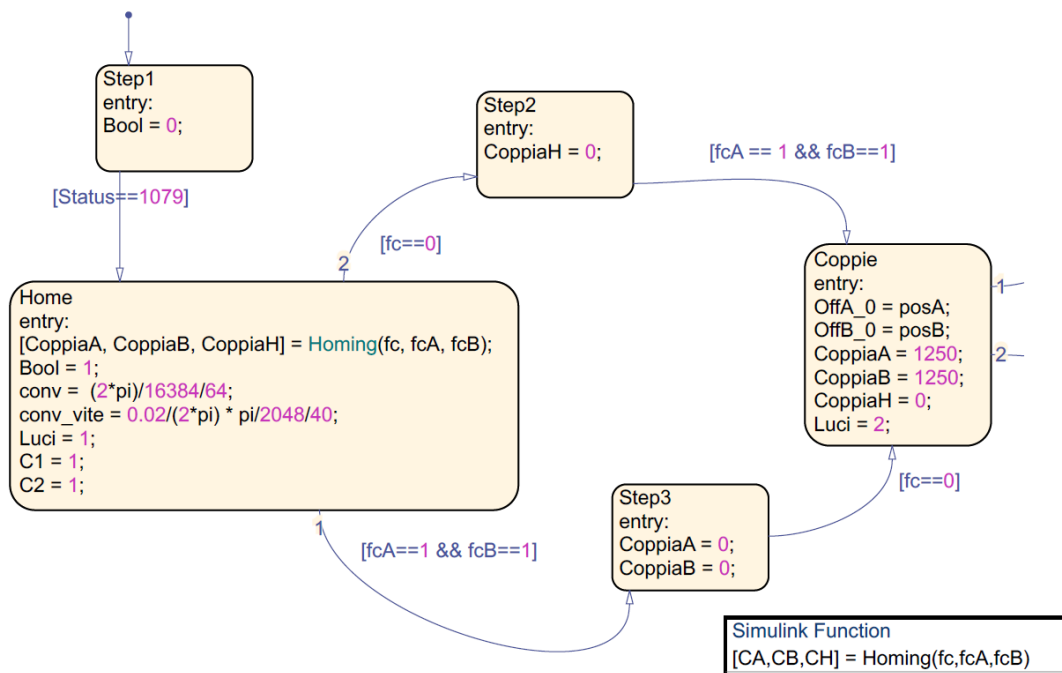 Step1
entry:
Bool = 0;
[Status==1079]
Step2
entry:
CoppiaH = 0;
[fcA == 1 && fcB==1]
[fc==0]
2
Home
entry:
[CoppiaA, CoppiaB, CoppiaH] = Homing(fc, fcA, fcB);
Bool = 1;
conv =  (2*pi)/16384/64;
conv_vite = 0.02/(2*pi) * pi/2048/40;
Luci = 1;
C1 = 1;
C2 = 1;
Coppie
entry:
OffA_0 = posA;
OffB_0 = posB;
CoppiaA = 1250;
CoppiaB = 1250;
CoppiaH = 0;
Luci = 2;
1
2
1
[fcA==1 && fcB==1]
Step3
entry:
CoppiaA = 0;
CoppiaB = 0;
[fc==0]
Simulink Function
[CA,CB,CH] = Homing(fc,fcA,fcB)